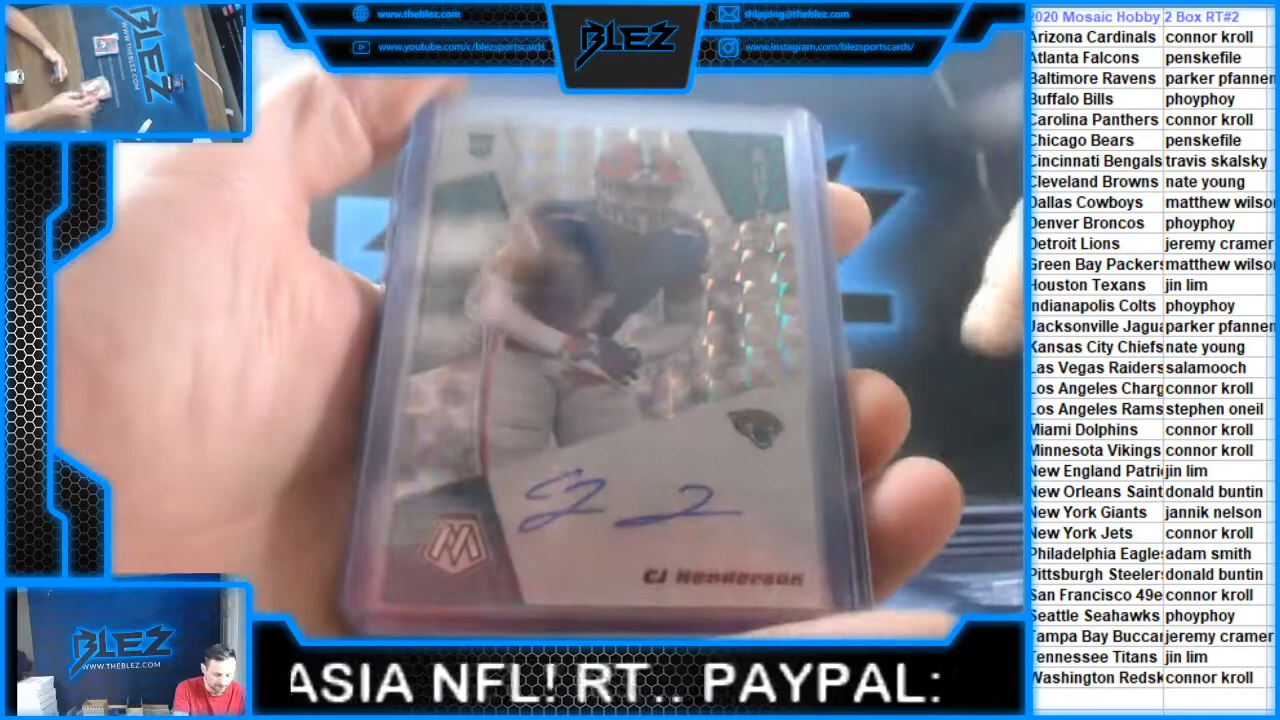 www.theblez.com
shipping@theblez.com
www.youtube.com/c/blezsportscards
www.instagram.com/blezsportscards/
BLEZ
BLEZ
BLEZ
WWW.THEBLEZ.COM
CJ Henderson
ASIA NFL! RT.. PAYPAL:
2020 Mosaic Hobby 2 Box RT#2
Arizona Cardinals connor kroll
Atlanta Falcons penskefile
Baltimore Ravens parker pfannen
Buffalo Bills phoyphoy
Carolina Panthers connor kroll
Chicago Bears penskefile
Cincinnati Bengals travis skalsky
Cleveland Browns nate young
Dallas Cowboys matthew wilso
Denver Broncos phoyphoy
Detroit Lions jeremy cramer
Green Bay Packers matthew wilso
Houston Texans jin lim
Indianapolis Colts phoyphoy
Jacksonville Jagua parker pfannen
Kansas City Chiefs nate young
Las Vegas Raiders salamooch
Los Angeles Charg connor kroll
Los Angeles Rams stephen oneil
Miami Dolphins connor kroll
Minnesota Vikings connor kroll
New England Patri jin lim
New Orleans Saint donald buntin
New York Giants jannik nelson
New York Jets connor kroll
Philadelphia Eagle adam smith
Pittsburgh Steeler donald buntin
San Francisco 49e connor kroll
Seattle Seahawks phoyphoy
Tampa Bay Buccar jeremy cramer
Tennessee Titans jin lim
Washington Redsk connor kroll